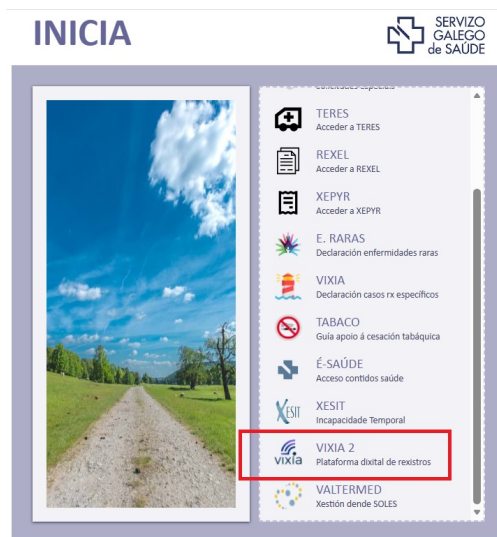 INICIA
SERVIZO
GALEGO
de SAÚDE
TERES
Acceder a TERES
REXEL
Acceder a REXEL
XEPYR
Acceder a XEPYR
E. RARAS
Declaración enfermidades raras
VIXIA
Declaración casos rx específicos
TABACO
Guía apoio á cesación tabáquica
É-SAÚDE
Acceso contidos saúde
XESIT
XESIT
Incapacidade Temporal
vixía
VIXIA 2
Plataforma dixital de rexistros
VALTERMED
Xestión dende SOLES